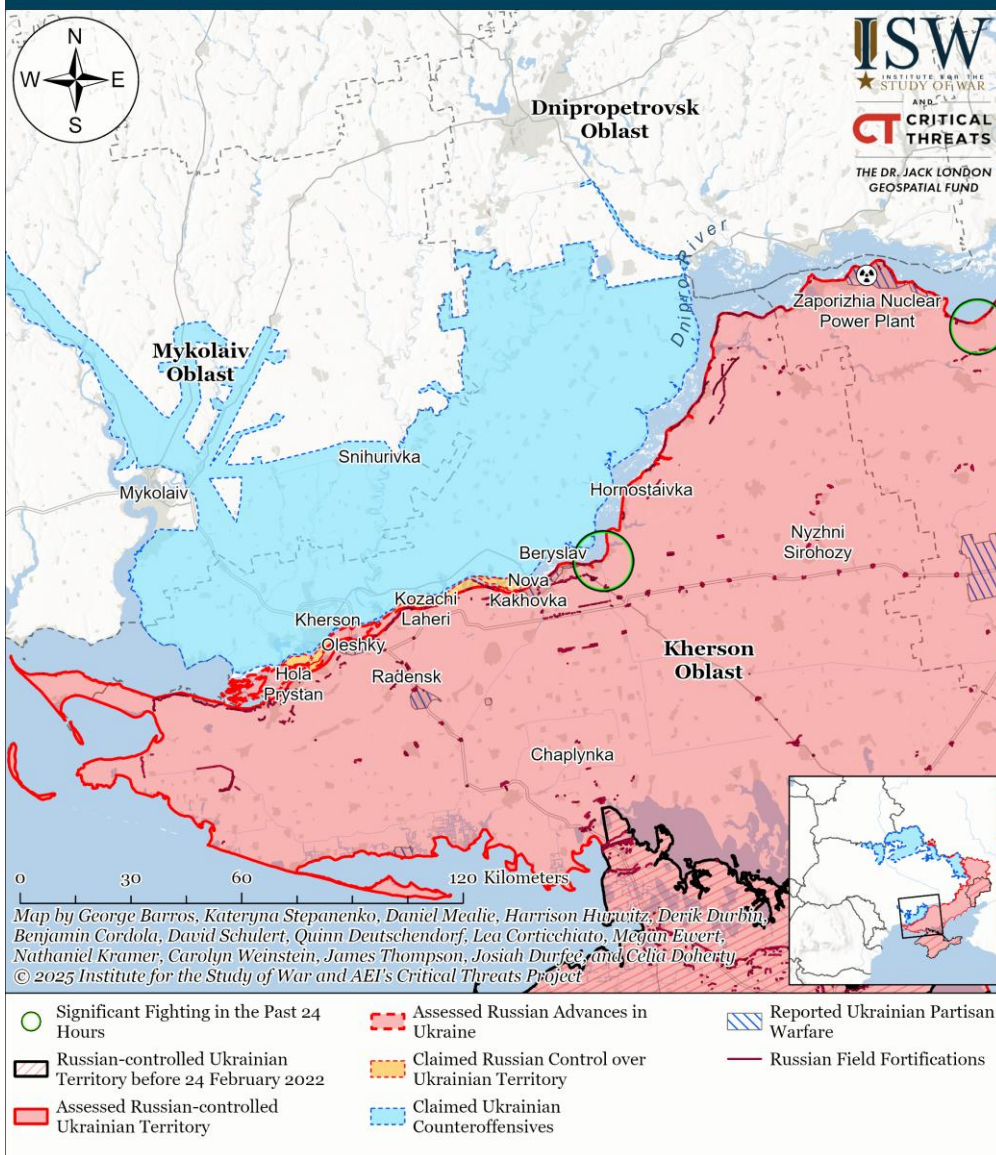 N
W
E
S
ISW
INSTITUTE FOR THE
STUDY OF WAR
AND
CT CRITICAL
THREATS
THE DR. JACK LONDON
GEOSPATIAL FUND
Dnipropetrovsk
Oblast
Dnipro River
Zaporizhia Nuclear
Power Plant
Mykolaiv
Oblast
Snihurivka
Mykolaiv
Hornostaivka
Nyzhni
Sirohozy
Beryslav
Nova
Kakhovka
Kozachi
Laheri
Kherson
Oleshky
Kherson
Oblast
Hola
Prystan
Radensk
Chaplynka
0 30 60 120 Kilometers
Map by George Barros, Kateryna Stepanenko, Daniel Mealie, Harrison Hurwitz, Derik Durbin,
Benjamin Cordola, David Schulert, Quinn Deutschendorf, Lea Corticchiato, Megan Ewert,
Nathaniel Kramer, Carolyn Weinstein, James Thompson, Josiah Durfee, and Celia Doherty
© 2025 Institute for the Study of War and AEI's Critical Threats Project
Significant Fighting in the Past 24
Hours
Russian-controlled Ukrainian
Territory before 24 February 2022
Assessed Russian-controlled
Ukrainian Territory
Assessed Russian Advances in
Ukraine
Claimed Russian Control over
Ukrainian Territory
Claimed Ukrainian
Counteroffensives
Reported Ukrainian Partisan
Warfare
Russian Field Fortifications